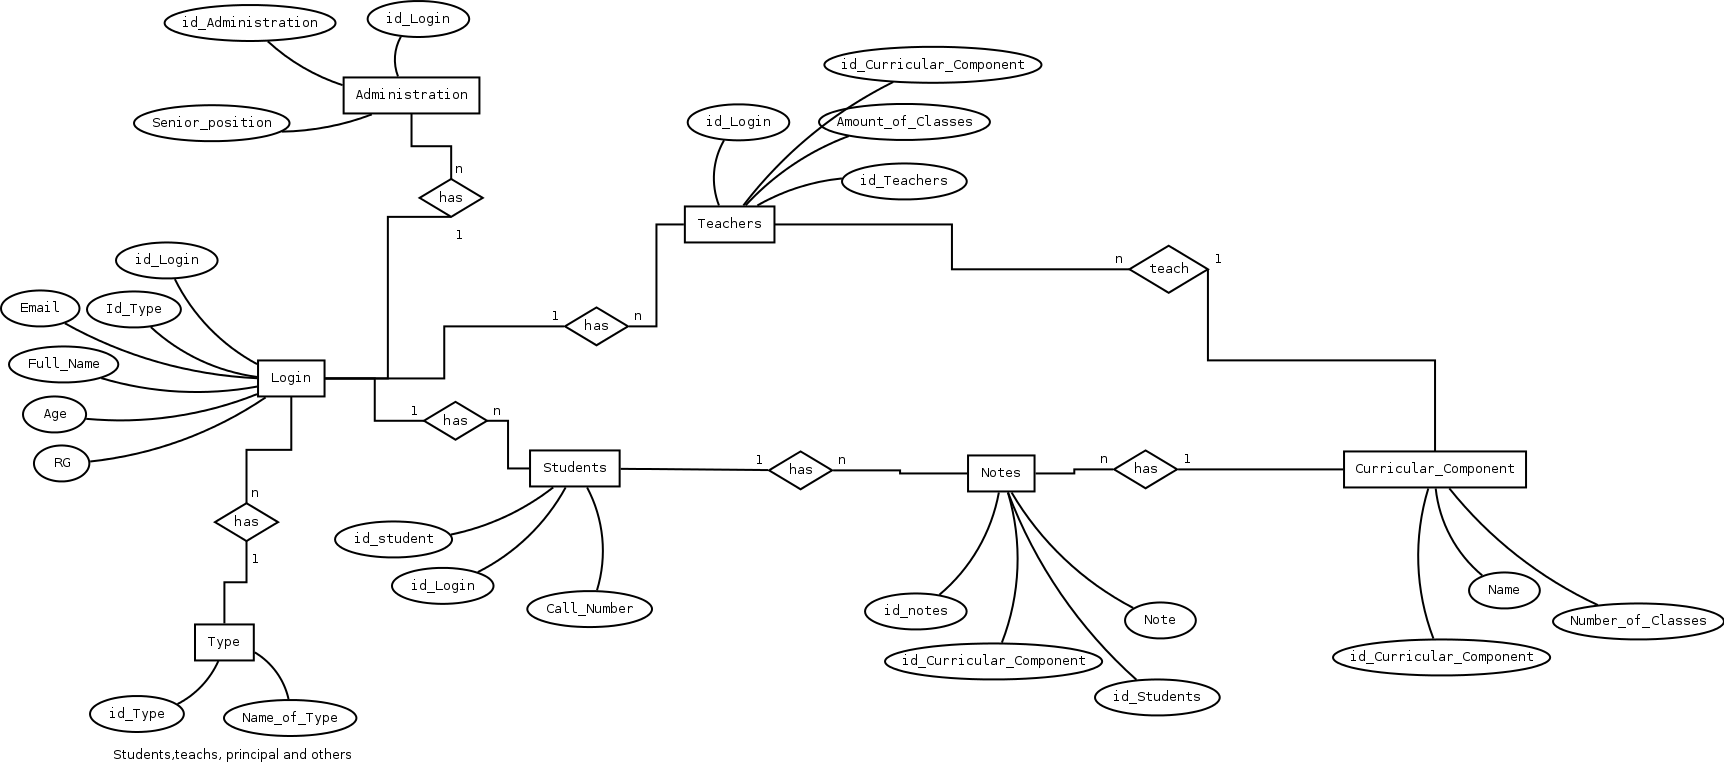 id_Administration
id_Login
Administration
Senior_position
n
has
1
id_Curricular_Component
id_Login
Amount_of_Classes
id_Teachers
Teachers
n
teach
1
1
has
n
id_Login
Email
Id_Type
Full_Name
Login
Age
RG
1
has
n
Students
1
has
n
Notes
n
has
1
Curricular_Component
n
has
1
id_student
id_Login
Call_Number
id_notes
Note
id_Curricular_Component
id_Students
Name
Number_of_Classes
id_Curricular_Component
Type
id_Type
Name_of_Type
Students,teachs, principal and others